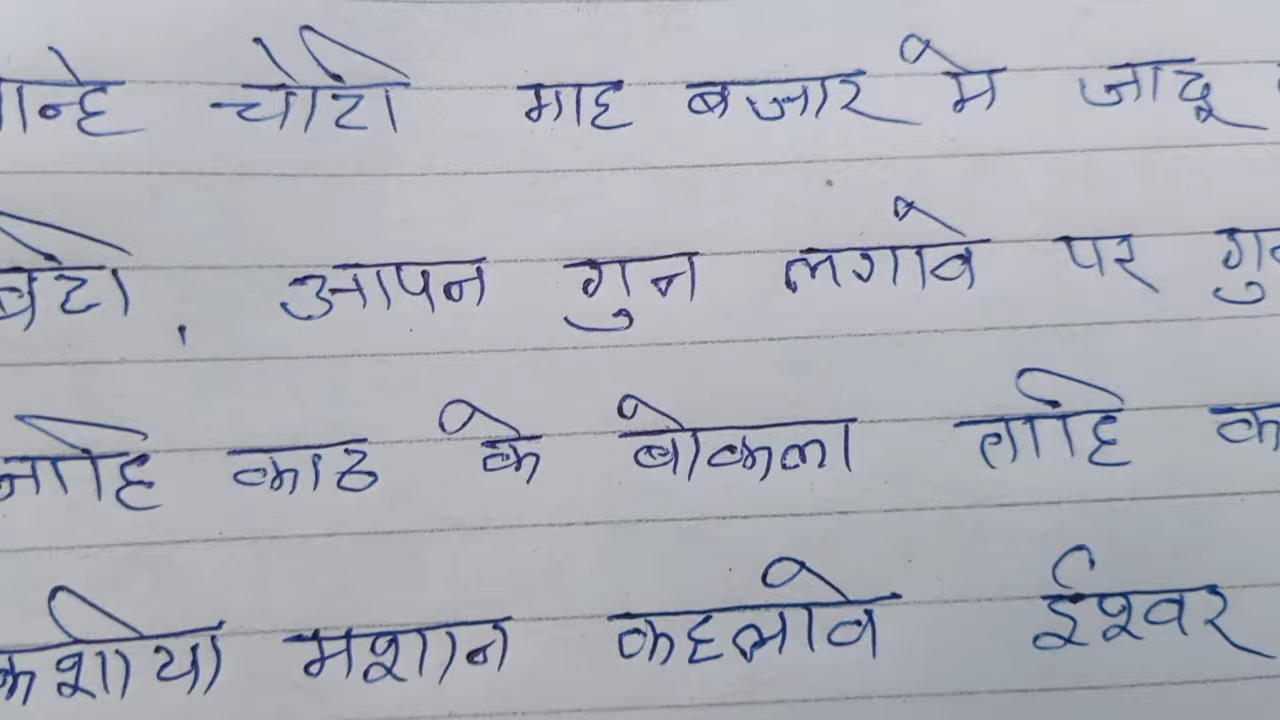 चोटी माह बजार मे जादू
बेटी, आपन गुन लगावे पर
जाहि काठ के बोकला ताहि
मशान कहलावे ईश्वर